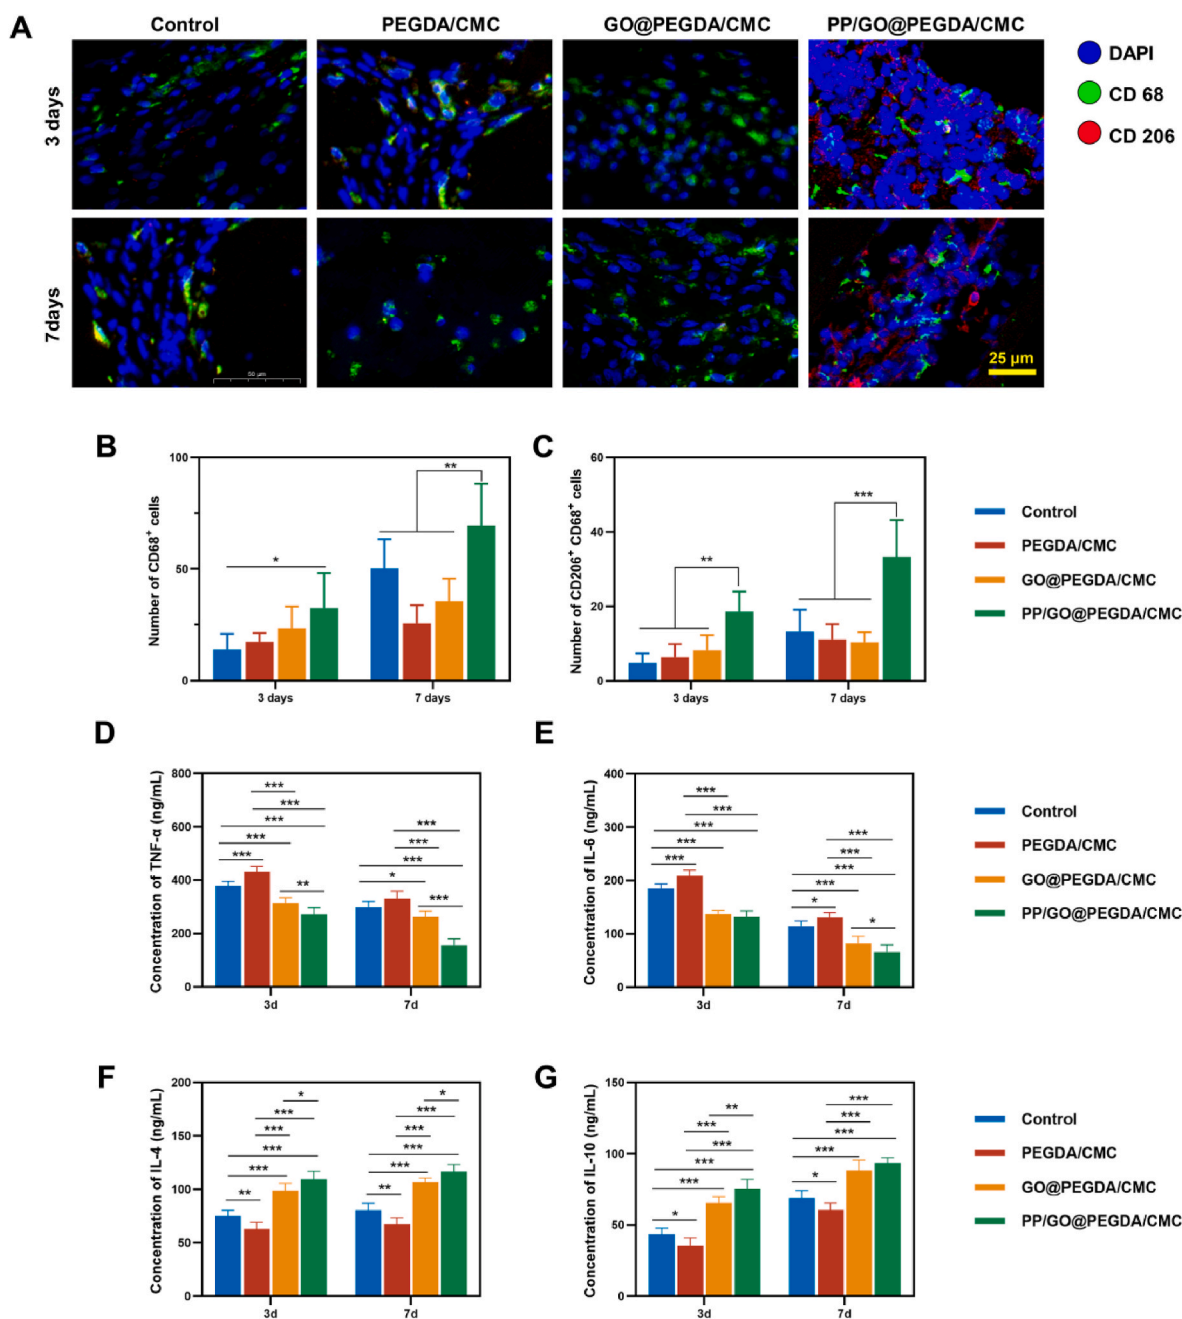 A
Control
PEGDA/CMC
GO@PEGDA/CMC
PP/GO@PEGDA/CMC
DAPI
CD 68
CD 206
3 days
7days
50 µm
25 µm
B
Number of CD68⁺ cells
100
50
0
*
**
3 days
7 days
C
Number of CD206⁺ CD68⁺ cells
60
40
20
0
**
***
3 days
7 days
Control
PEGDA/CMC
GO@PEGDA/CMC
PP/GO@PEGDA/CMC
D
Concentration of TNF-α (ng/mL)
800
600
400
200
0
***
***
***
***
***
**
***
***
***
*
***
3d
7d
E
Concentration of IL-6 (ng/mL)
400
300
200
100
0
***
***
***
***
***
***
***
***
***
*
*
3d
7d
Control
PEGDA/CMC
GO@PEGDA/CMC
PP/GO@PEGDA/CMC
F
Concentration of IL-4 (ng/mL)
200
150
100
50
0
*
***
***
***
***
**
*
***
***
***
***
**
3d
7d
G
Concentration of IL-10 (ng/mL)
150
100
50
0
**
***
***
***
***
*
***
***
***
***
*
3d
7d
Control
PEGDA/CMC
GO@PEGDA/CMC
PP/GO@PEGDA/CMC